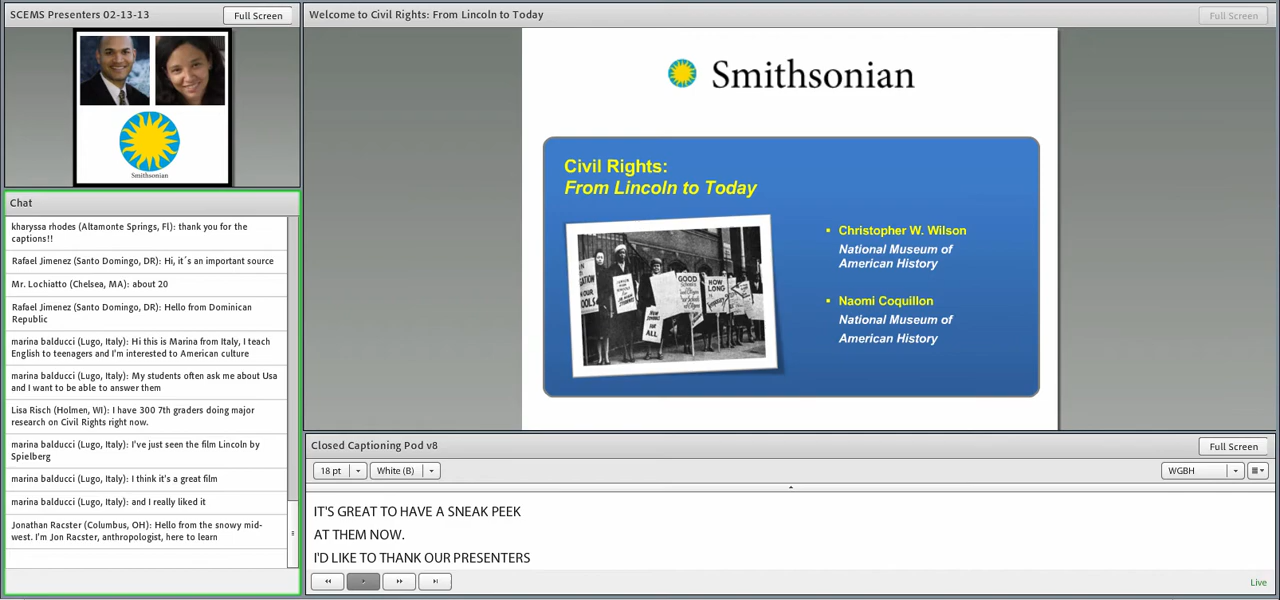 SCEMS Presenters 02-13-13
Full Screen
Smithsonian
Chat
kharyssa rhodes (Altamonte Springs, Fl): thank you for the
captions!!
Rafael Jimenez (Santo Domingo, DR): Hi, it´s an important source
Mr. Lochiatto (Chelsea, MA): about 20
Rafael Jimenez (Santo Domingo, DR): Hello from Dominican
Republic
marina balducci (Lugo, Italy): Hi this is Marina from Italy, I teach
English to teenagers and I'm interested to American culture
marina balducci (Lugo, Italy): My students often ask me about Usa
and I want to be able to answer them
Lisa Risch (Holmen, WI): I have 300 7th graders doing major
research on Civil Rights right now.
marina balducci (Lugo, Italy): I've just seen the film Lincoln by
Spielberg
marina balducci (Lugo, Italy): I think it's a great film
marina balducci (Lugo, Italy): and I really liked it
Jonathan Racster (Columbus, OH): Hello from the snowy mid-
west. I'm Jon Racster, anthropologist, here to learn
Welcome to Civil Rights: From Lincoln to Today
Full Screen
Smithsonian
Civil Rights:
From Lincoln to Today
GOOD
HOW
LONG
ALL
▪ Christopher W. Wilson
National Museum of
American History
▪ Naomi Coquillon
National Museum of
American History
Closed Captioning Pod v8
Full Screen
18 pt
White (B)
WGBH
IT'S GREAT TO HAVE A SNEAK PEEK
AT THEM NOW.
I'D LIKE TO THANK OUR PRESENTERS
Live